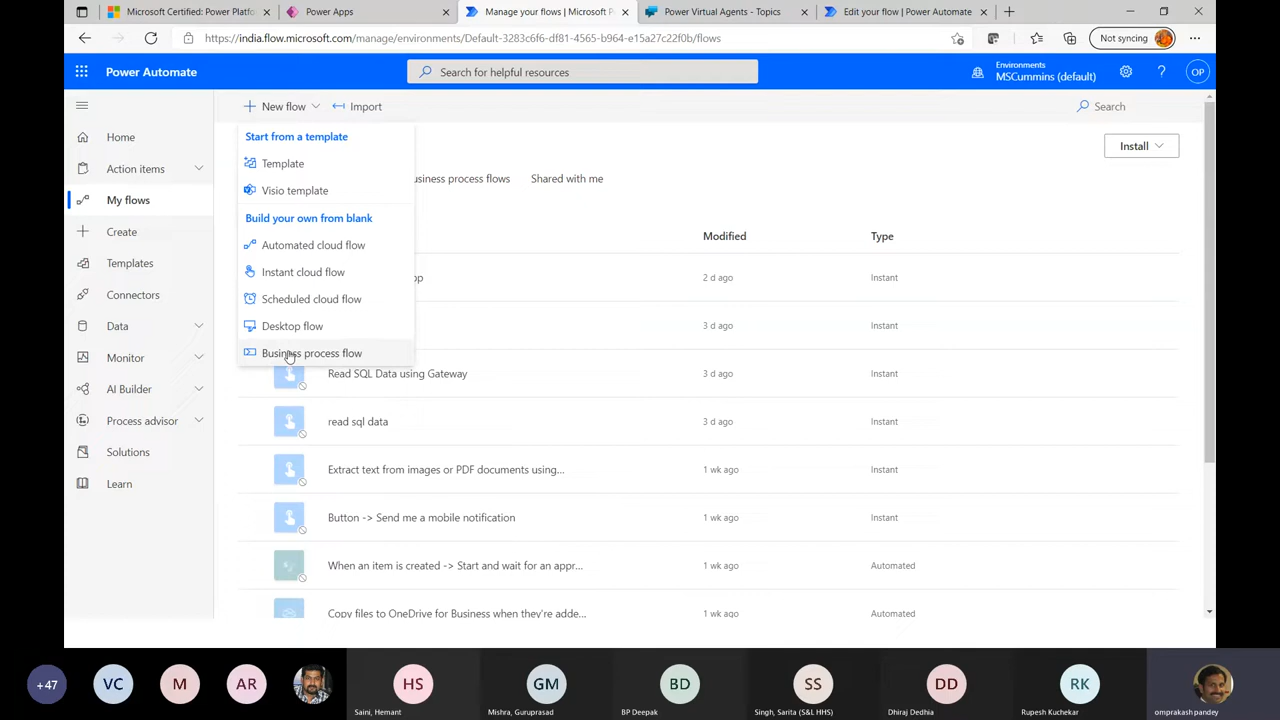 Microsoft Certified: Power Platf
Power Apps
Manage your flows | Microsoft P
Power Virtual Agents - Topics
Edit your flow | Power Automate
https://india.flow.microsoft.com/manage/environments/Default-3283c6f6-df81-4565-b964-e15a27c22f0b/flows
Not syncing
Power Automate
Search for helpful resources
Environments
MSCummins (default)
OP
New flow
Import
Search
Home
Action items
My flows
Create
Templates
Connectors
Data
Monitor
AI Builder
Process advisor
Solutions
Learn
Start from a template
Template
Visio template
Build your own from blank
Automated cloud flow
Instant cloud flow
Scheduled cloud flow
Desktop flow
Business process flow
Install
usiness process flows
Shared with me
Modified
Type
op
2 d ago
Instant
3 d ago
Instant
Read SQL Data using Gateway
3 d ago
Instant
read sql data
3 d ago
Instant
Extract text from images or PDF documents using...
1 wk ago
Instant
Button -> Send me a mobile notification
1 wk ago
Instant
When an item is created -> Start and wait for an appr...
1 wk ago
Automated
Copy files to OneDrive for Business when they're adde...
1 wk ago
Automated
+47
VC
M
AR
HS
Saini, Hemant
GM
Mishra, Guruprasad
BD
BP Deepak
SS
Singh, Sarita (S&L HHS)
DD
Dhiraj Dedhia
RK
Rupesh Kuchekar
omprakash pandey